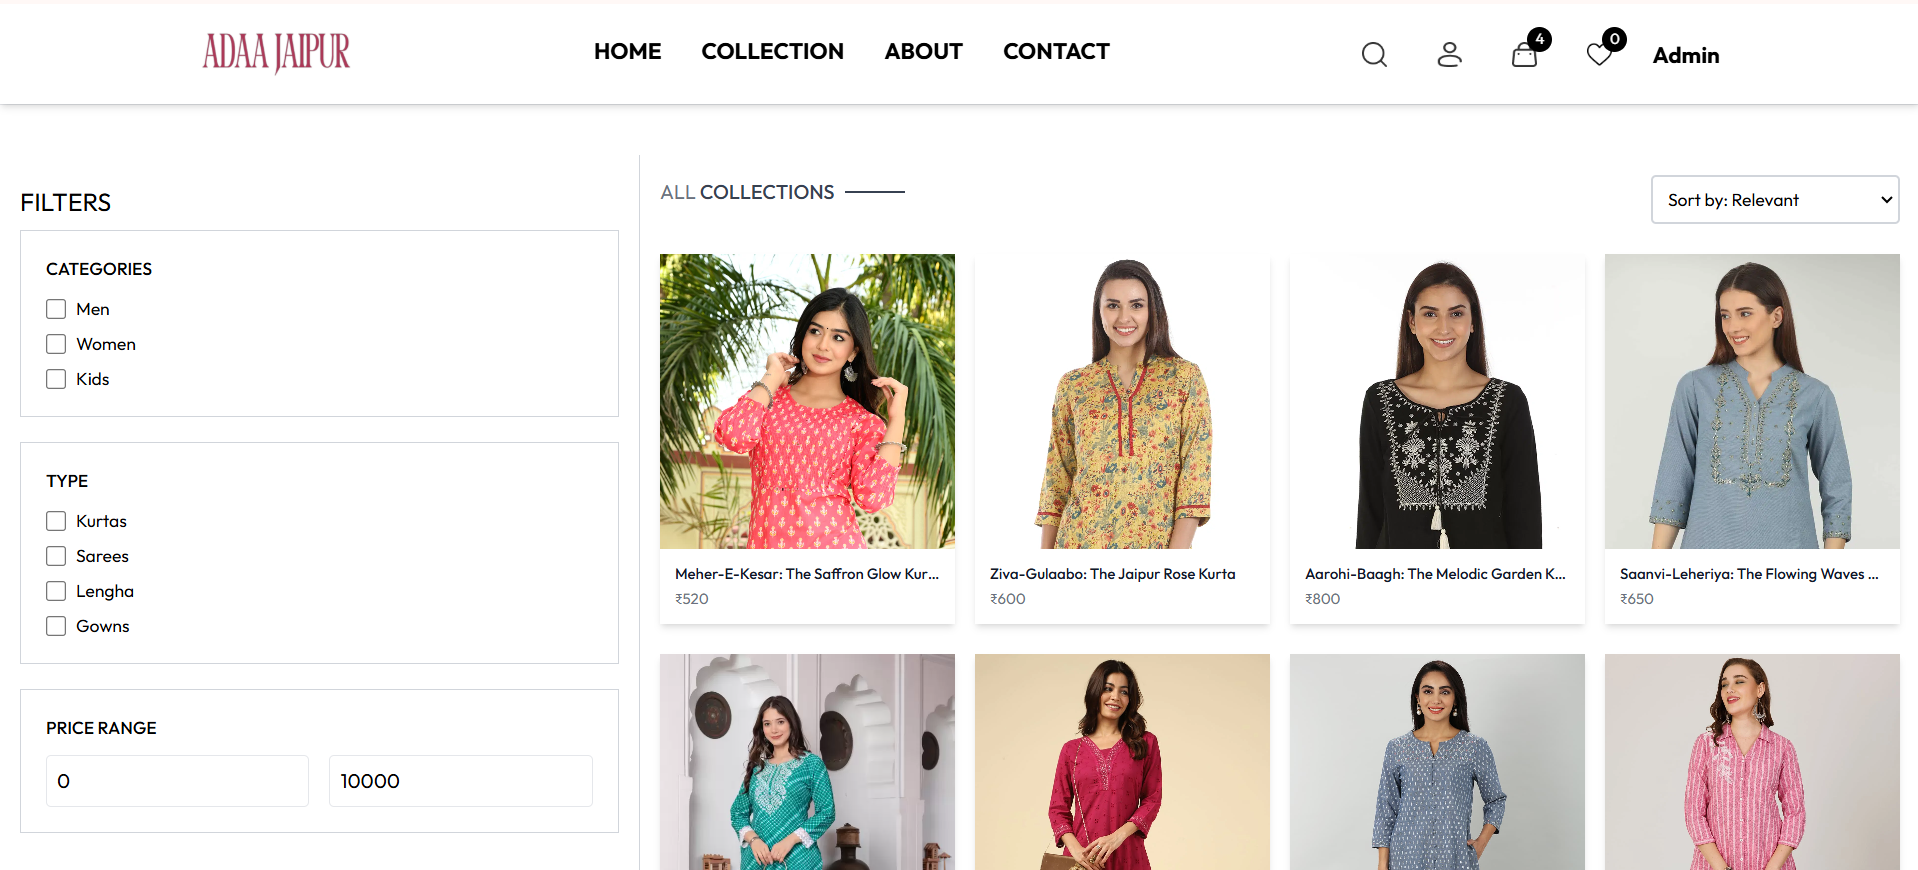 ADAA JAIPUR
HOME
COLLECTION
ABOUT
CONTACT
4
0
Admin
FILTERS
CATEGORIES
Men
Women
Kids
TYPE
Kurtas
Sarees
Lengha
Gowns
PRICE RANGE
0
10000
ALL COLLECTIONS
Sort by: Relevant
Meher-E-Kesar: The Saffron Glow Kur...
₹520
Ziva-Gulaabo: The Jaipur Rose Kurta
₹600
Aarohi-Baagh: The Melodic Garden K...
₹800
Saanvi-Leheriya: The Flowing Waves ...
₹650